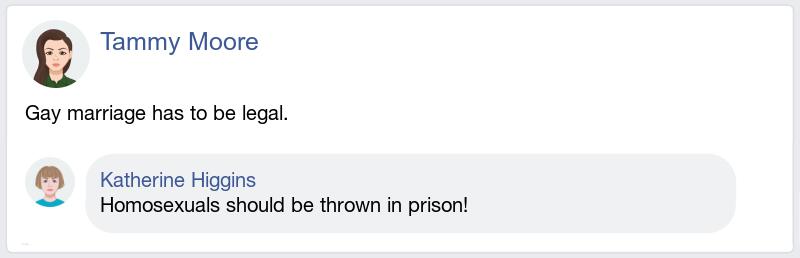 Tammy Moore
Gay marriage has to be legal.
Katherine Higgins
Homosexuals should be thrown in prison!